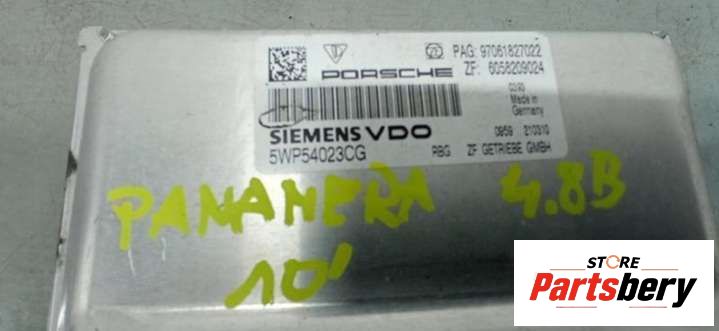 PAG: 97061827022
ZF: 6058209024
PORSCHE
Made in
Germany
SIEMENS VDO
0959 210310
5WP54023CG
RBG ZF GETRIEBE GMBH
PANAMERA 4.8B
10'
STORE
Partsbery